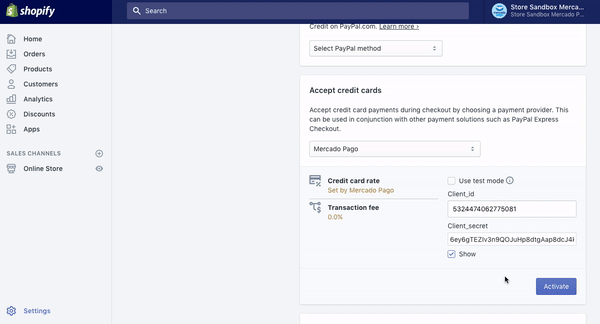 shopify
Search
Store Sandbox Merca...
Store Sandbox Mercado P...
Home
Orders
Products
Customers
Analytics
Discounts
Apps
SALES CHANNELS
Online Store
Settings
Credit on PayPal.com. Learn more ›
Select PayPal method
Accept credit cards
Accept credit card payments during checkout by choosing a payment provider. This
can be used in conjunction with other payment solutions such as PayPal Express
Checkout.
Mercado Pago
Credit card rate
Set by Mercado Pago
Transaction fee
0.0%
Use test mode
Client_id
5324474062775081
Client_secret
Show
Activate